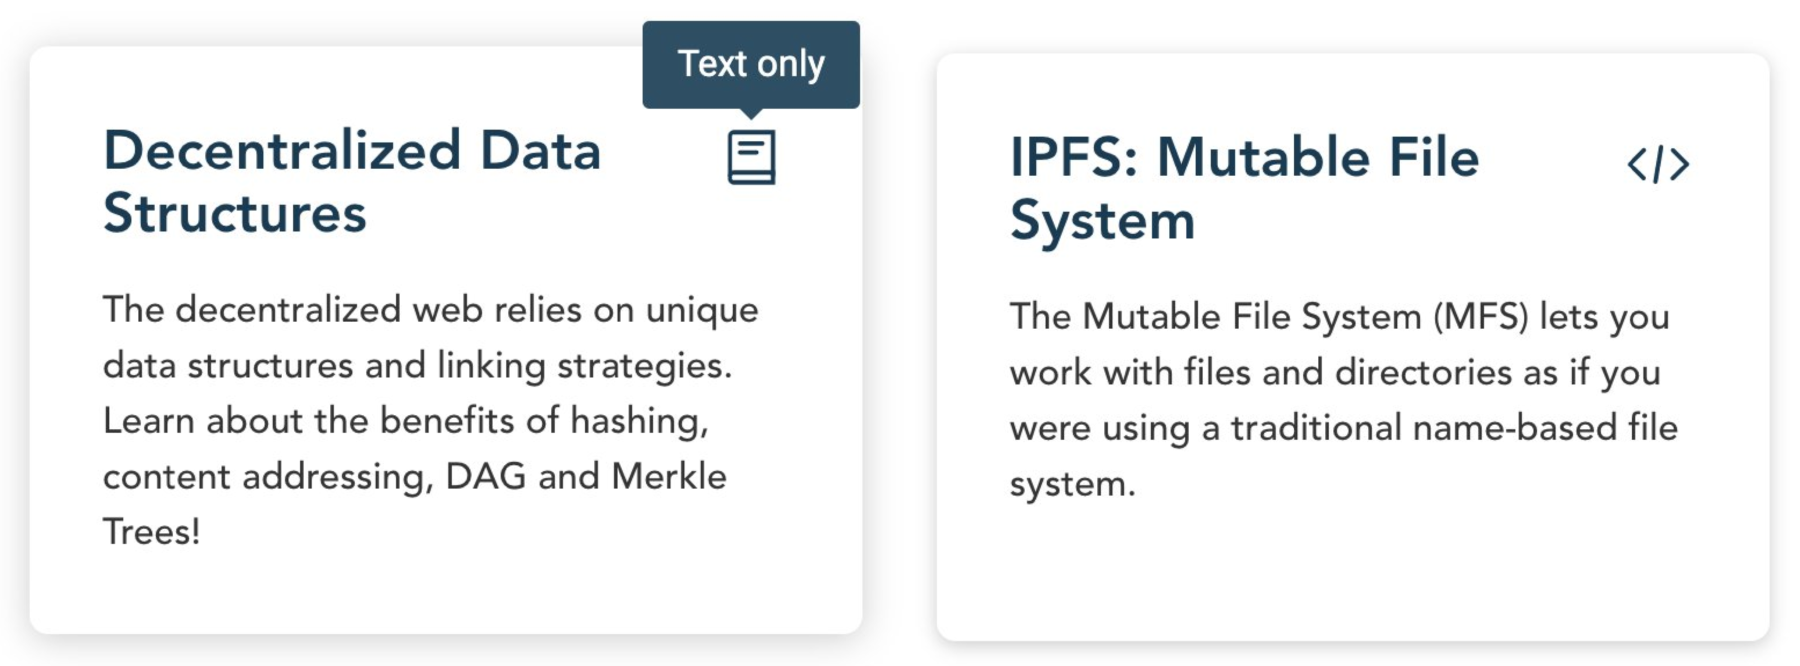 Text only
Decentralized Data
Structures
The decentralized web relies on unique
data structures and linking strategies.
Learn about the benefits of hashing,
content addressing, DAG and Merkle
Trees!
IPFS: Mutable File
System
</>
The Mutable File System (MFS) lets you
work with files and directories as if you
were using a traditional name-based file
system.